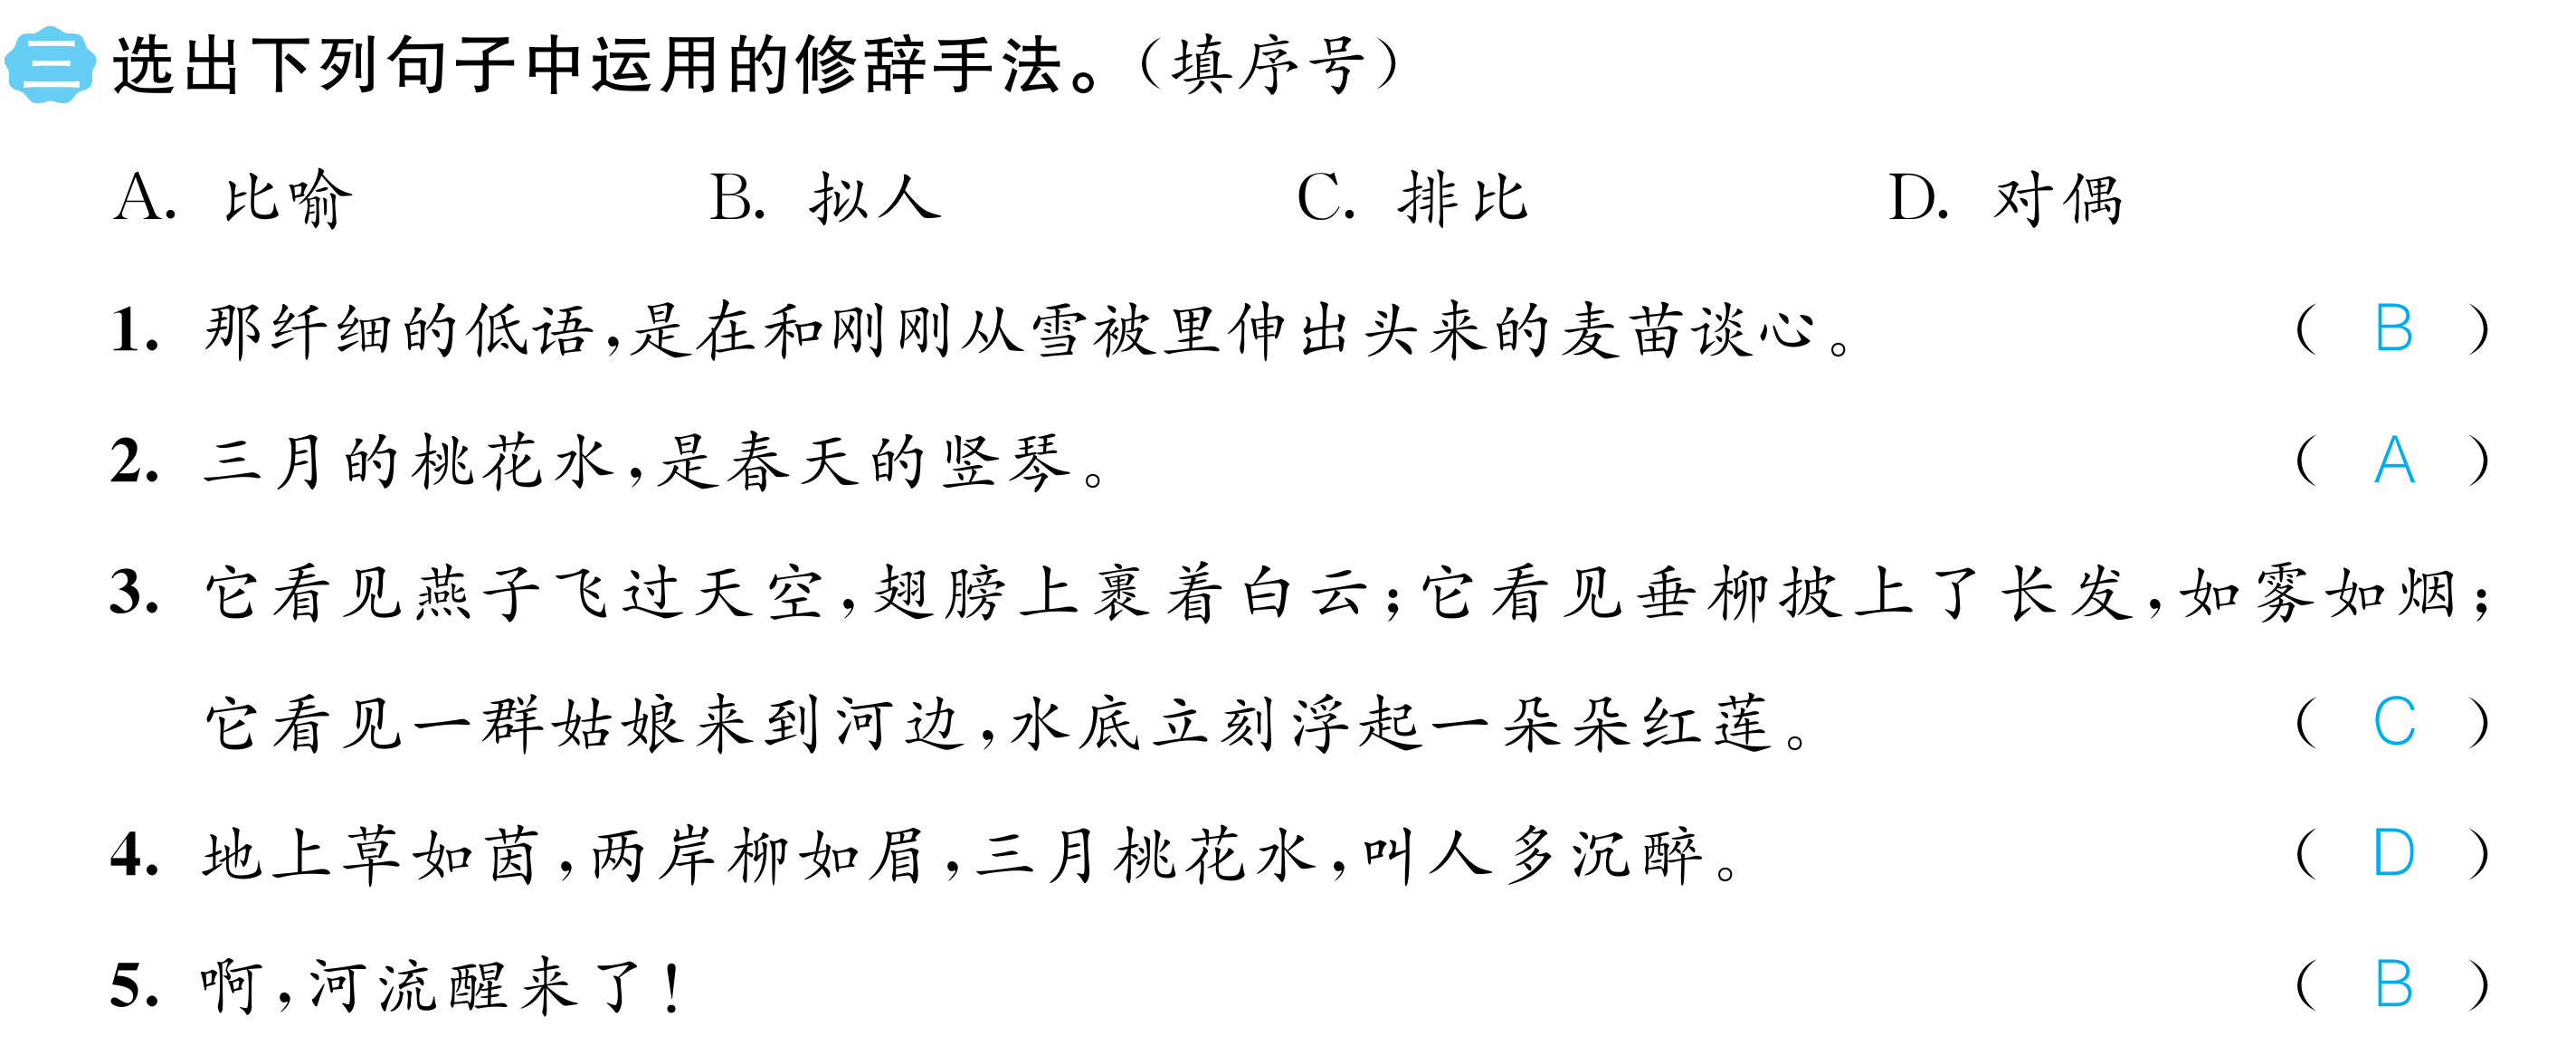 三 选出下列句子中运用的修辞手法。（填序号）
A. 比喻 B. 拟人 C. 排比 D. 对偶
1. 那纤细的低语，是在和刚刚从雪被里伸出头来的麦苗谈心。 （ B ）
2. 三月的桃花水，是春天的竖琴。 （ A ）
3. 它看见燕子飞过天空，翅膀上裹着白云；它看见垂柳披上了长发，如雾如烟；
它看见一群姑娘来到河边，水底立刻浮起一朵朵红莲。 （ C ）
4. 地上草如茵，两岸柳如眉，三月桃花水，叫人多沉醉。 （ D ）
5. 啊，河流醒来了！ （ B ）